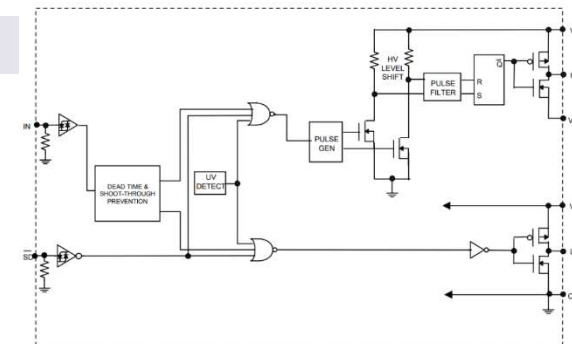 HV
LEVEL
SHIFT
PULSE
FILTER
R
S
Q
IN
PULSE
GEN
UV
DETECT
DEAD TIME &
SHOOT-THROUGH
PREVENTION
SD